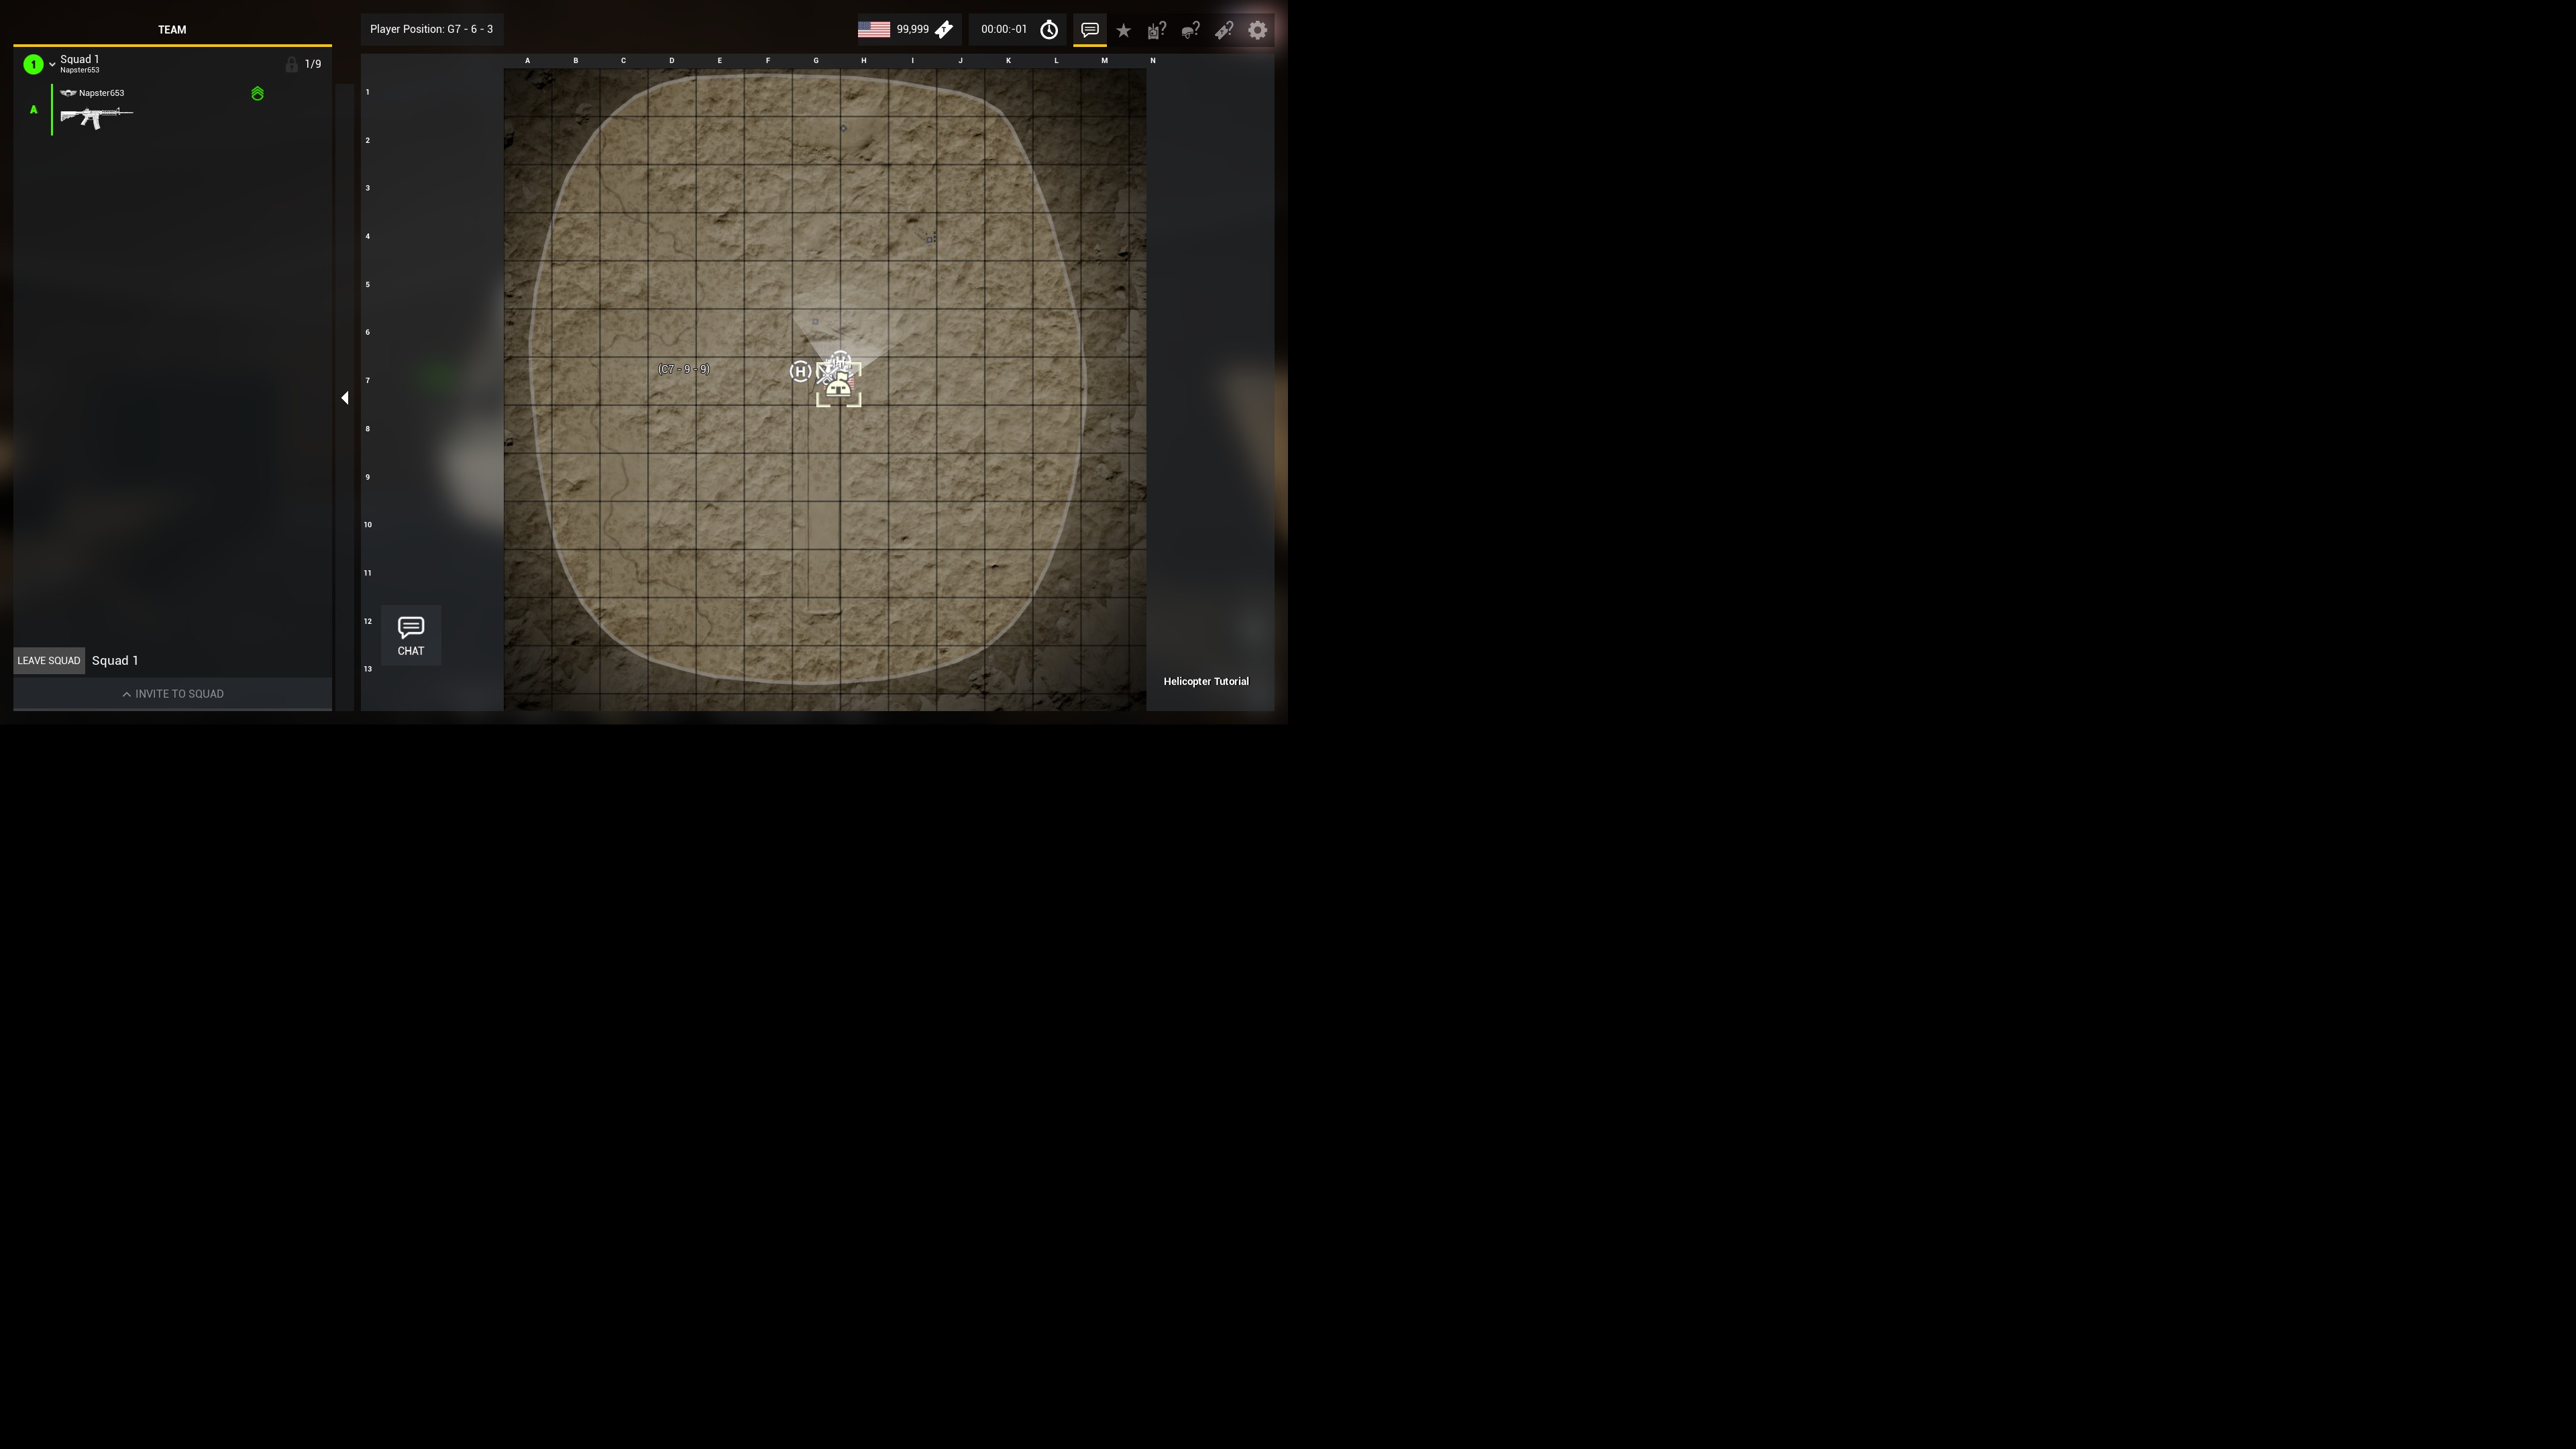 TEAM
Player Position: G7 - 6 - 3
99,999
00:00:-01
1
Squad 1
Napster653
1/9
A
Napster653
A B C D E F G H I J K L M N
1
2
3
4
5
6
7
8
9
10
11
12
13
(C7 - 9 - 9)
H
H
CHAT
LEAVE SQUAD
Squad 1
INVITE TO SQUAD
Helicopter Tutorial